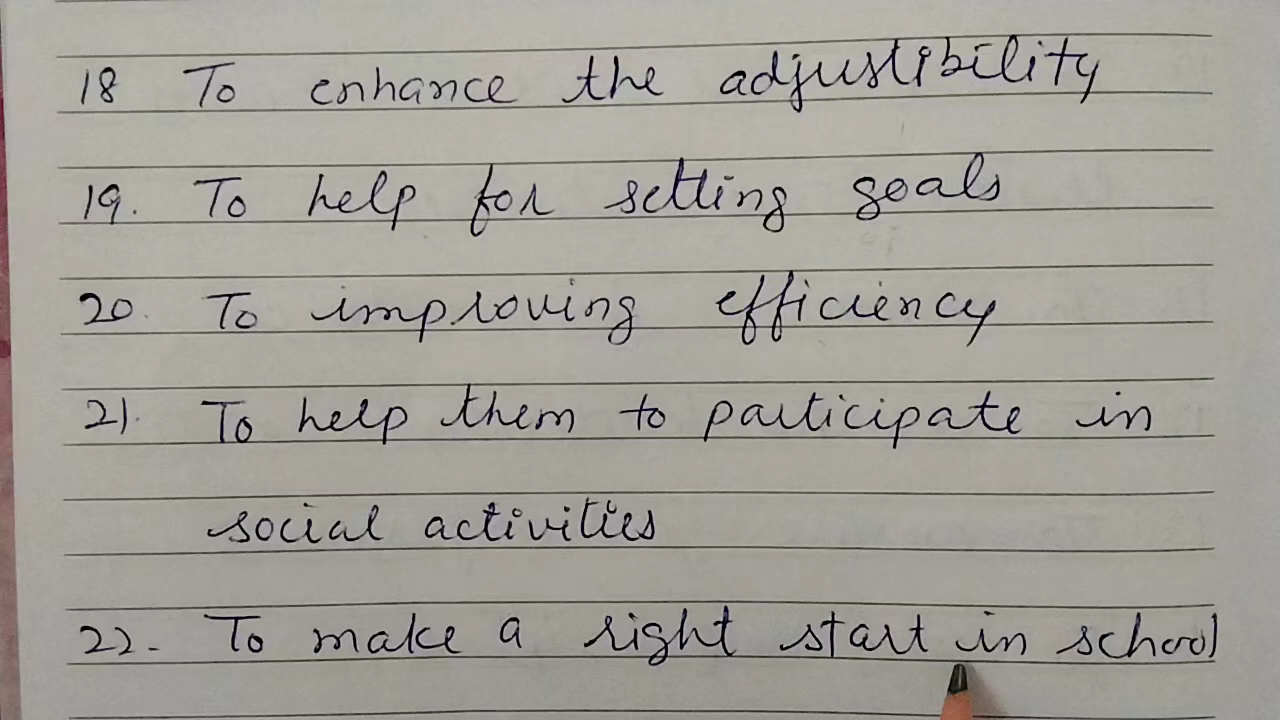 18 To enhance the adjustibility
19. To help for setting goals
20. To improving efficiency
21. To help them to participate in
social activities
22- To make a right start in school